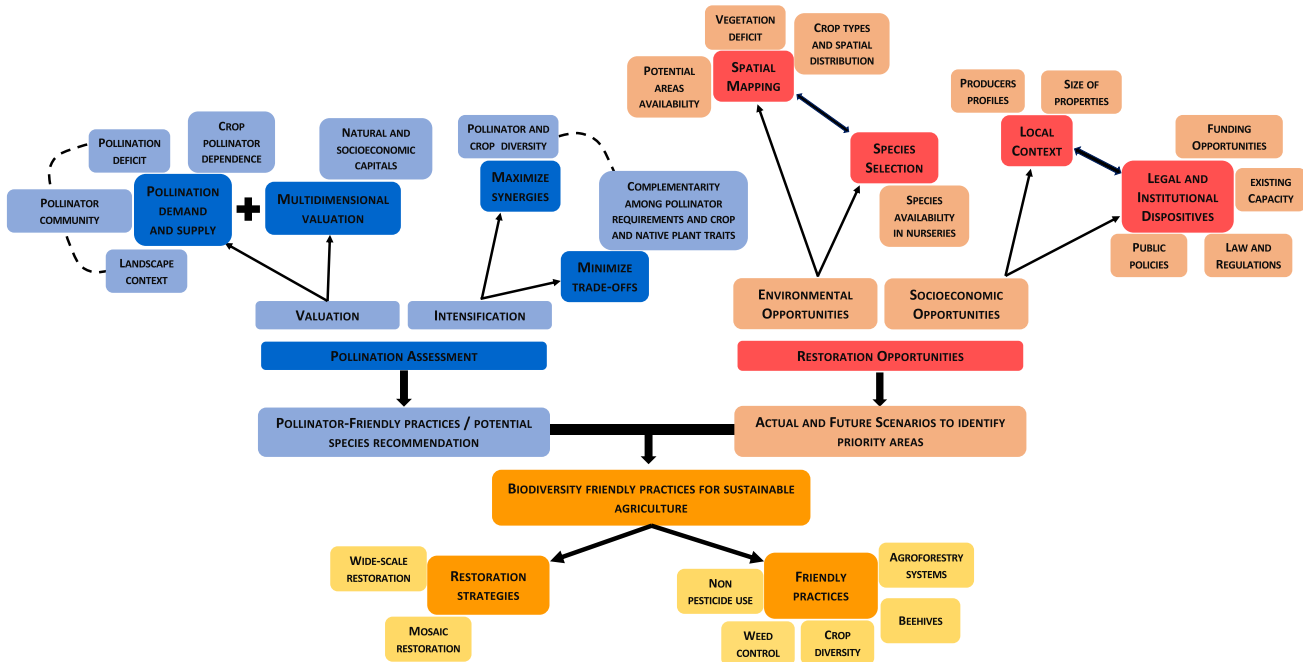 Vegetation
deficit
Crop types
and spatial
distribution
Potential
areas
availability
Spatial
Mapping
Producers
profiles
Size of
properties
Local
Context
Funding
Opportunities
Species
Selection
Legal and
Institutional
Dispositives
existing
Capacity
Species
availability
in nurseries
Public
policies
Law and
Regulations
Pollination
deficit
Crop
pollinator
dependence
Natural and
socioeconomic
capitals
Pollinator and
crop diversity
Maximize
synergies
Pollinator
community
Pollination
demand
and supply
Multidimensional
valuation
Complementarity
among pollinator
requirements and crop
and native plant traits
Landscape
context
Minimize
trade-offs
Valuation
Intensification
Environmental
Opportunities
Socioeconomic
Opportunities
Pollination Assessment
Restoration Opportunities
Pollinator-Friendly practices / potential
species recommendation
Actual and Future Scenarios to identify
priority areas
Biodiversity friendly practices for sustainable
agriculture
Wide-scale
restoration
Restoration
strategies
Mosaic
restoration
Non
pesticide use
Friendly
practices
Agroforestry
systems
Beehives
Weed
control
Crop
diversity